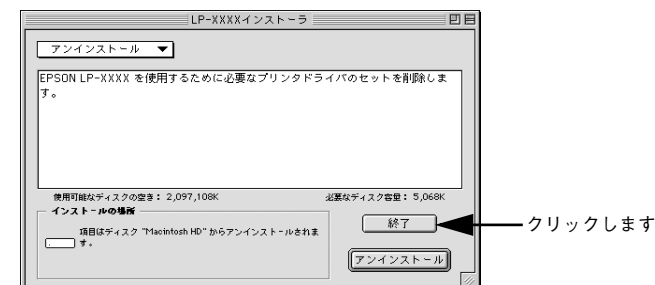 LP-XXXXインストーラ
アンインストール
EPSON LP-XXXX を使用するために必要なプリンタドライバのセットを削除しま
す。
使用可能なディスクの空き： 2,097,108K
必要なディスク容量： 5,068K
インストールの場所
項目はディスク "Macintosh HD" からアンインストールされま
す。
終了
クリックします
アンインストール